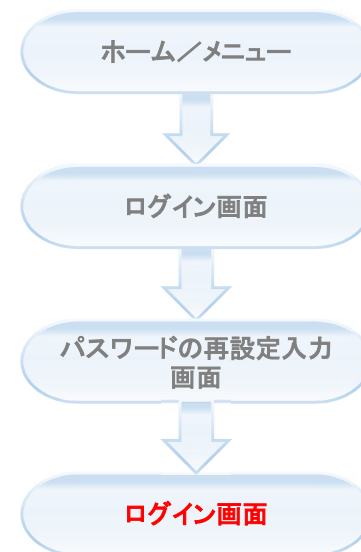 ホーム／メニュー
ログイン画面
パスワードの再設定入力
画面
ログイン画面